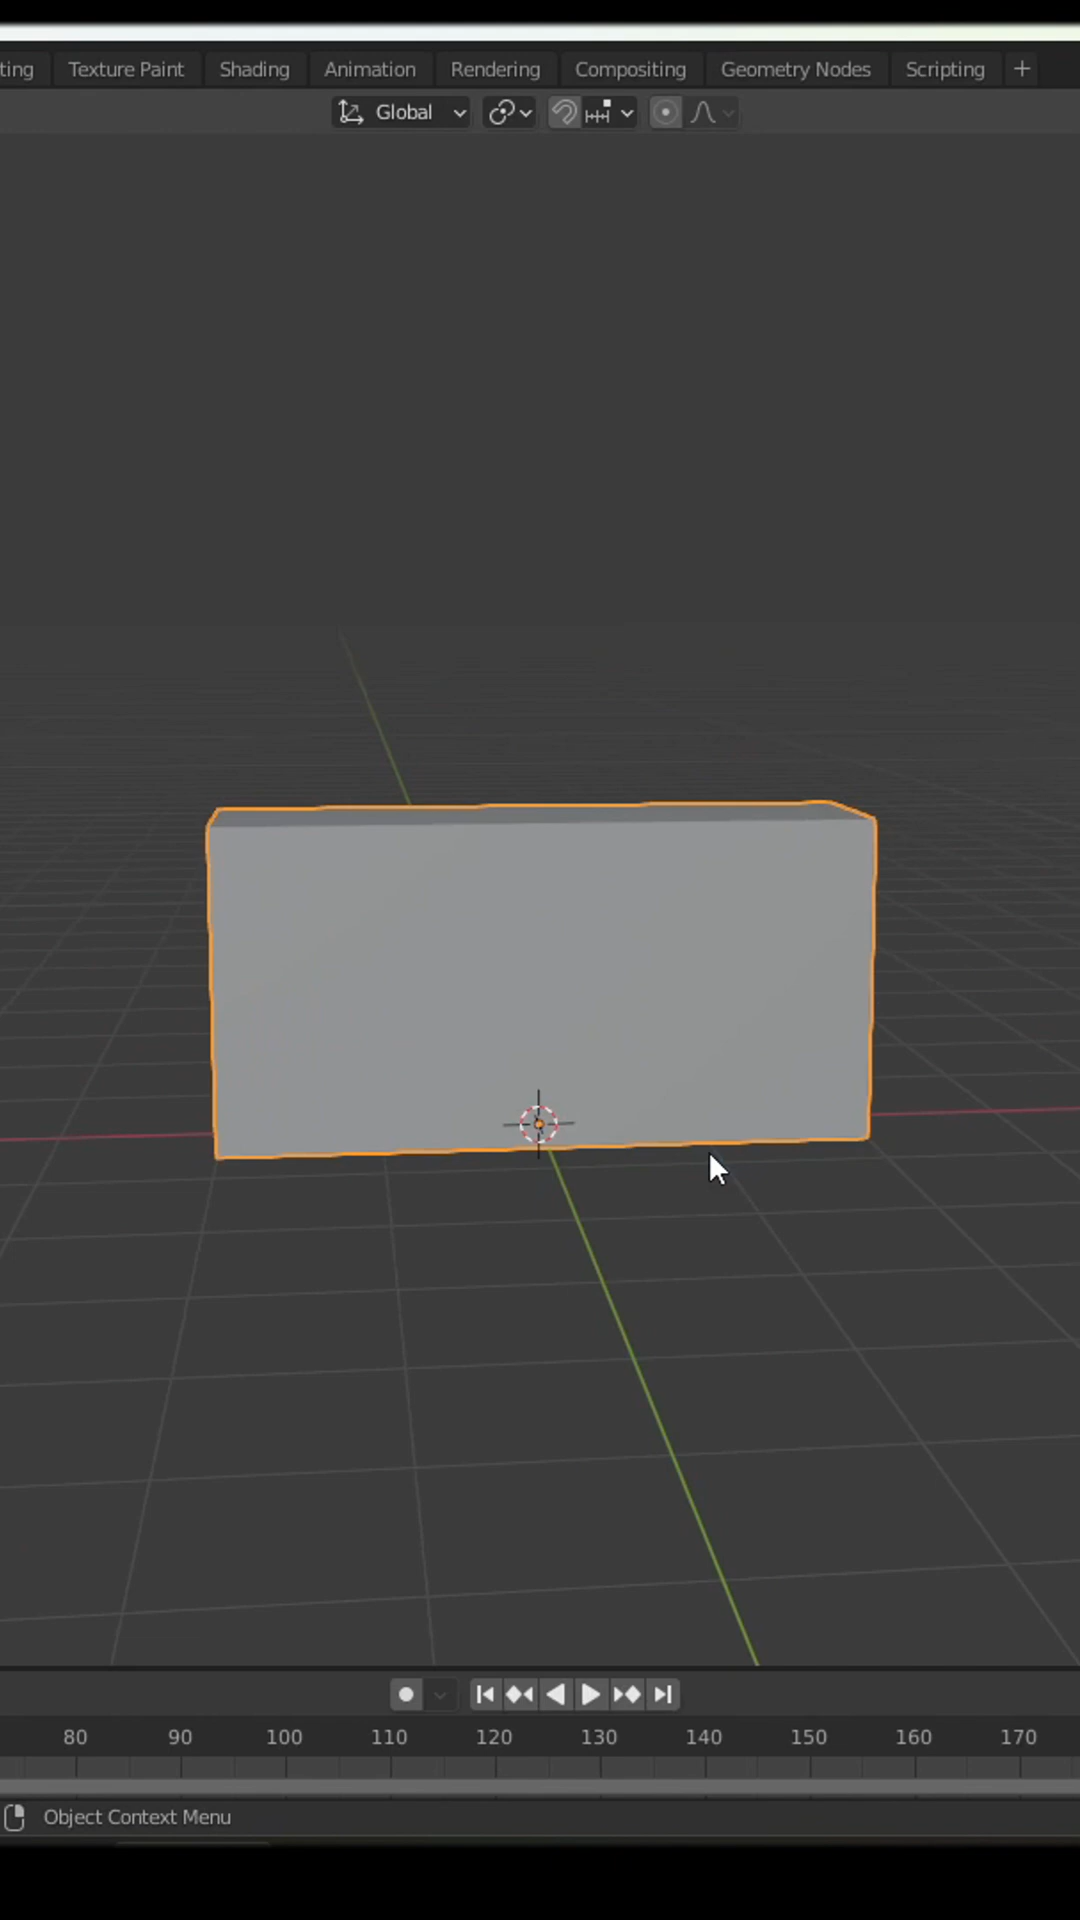 ting Texture Paint Shading Animation Rendering Compositing Geometry Nodes Scripting +
Global
80 90 100 110 120 130 140 150 160 170
Object Context Menu